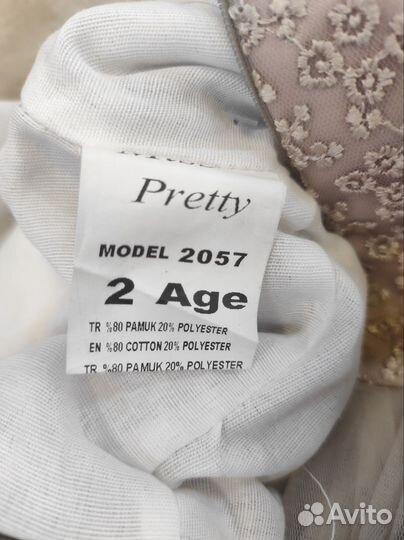 Pretty
MODEL 2057
2 Age
TR %80 PAMUK 20% POLYESTER
EN %80 COTTON 20% POLYESTER
TR %80 PAMUK 20% POLYESTER
Avito